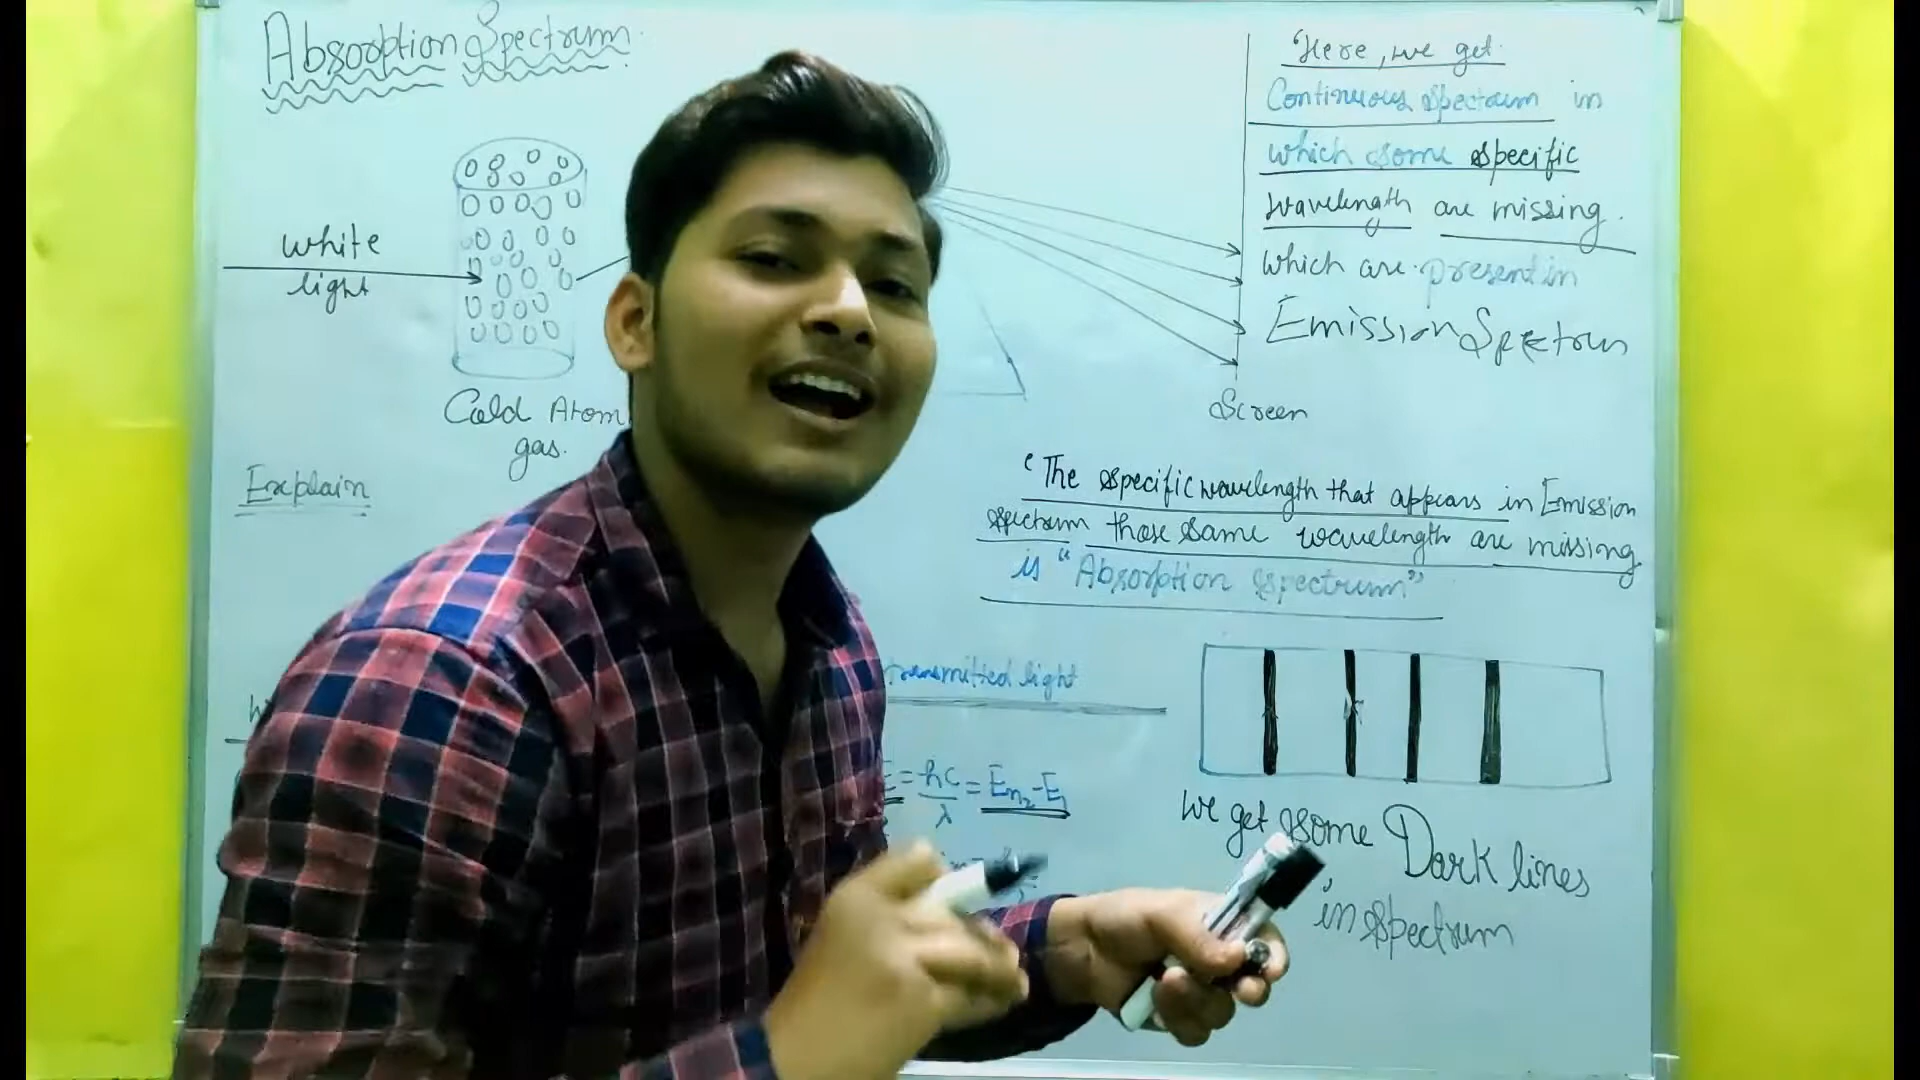 Absorption Spectrum
white
light
Cold Atom
gas.
Explain
"Here, we get
Continuous spectrum in
which some specific
wavelength are missing.
which are present in
Emission Spectrum
Screen
"The specific wavelength that appears in Emission
spectrum those same wavelength are missing
is "Absorption spectrum"
transmitted light
E = hc/λ = En₂-E₁
we get some Dark lines
in spectrum